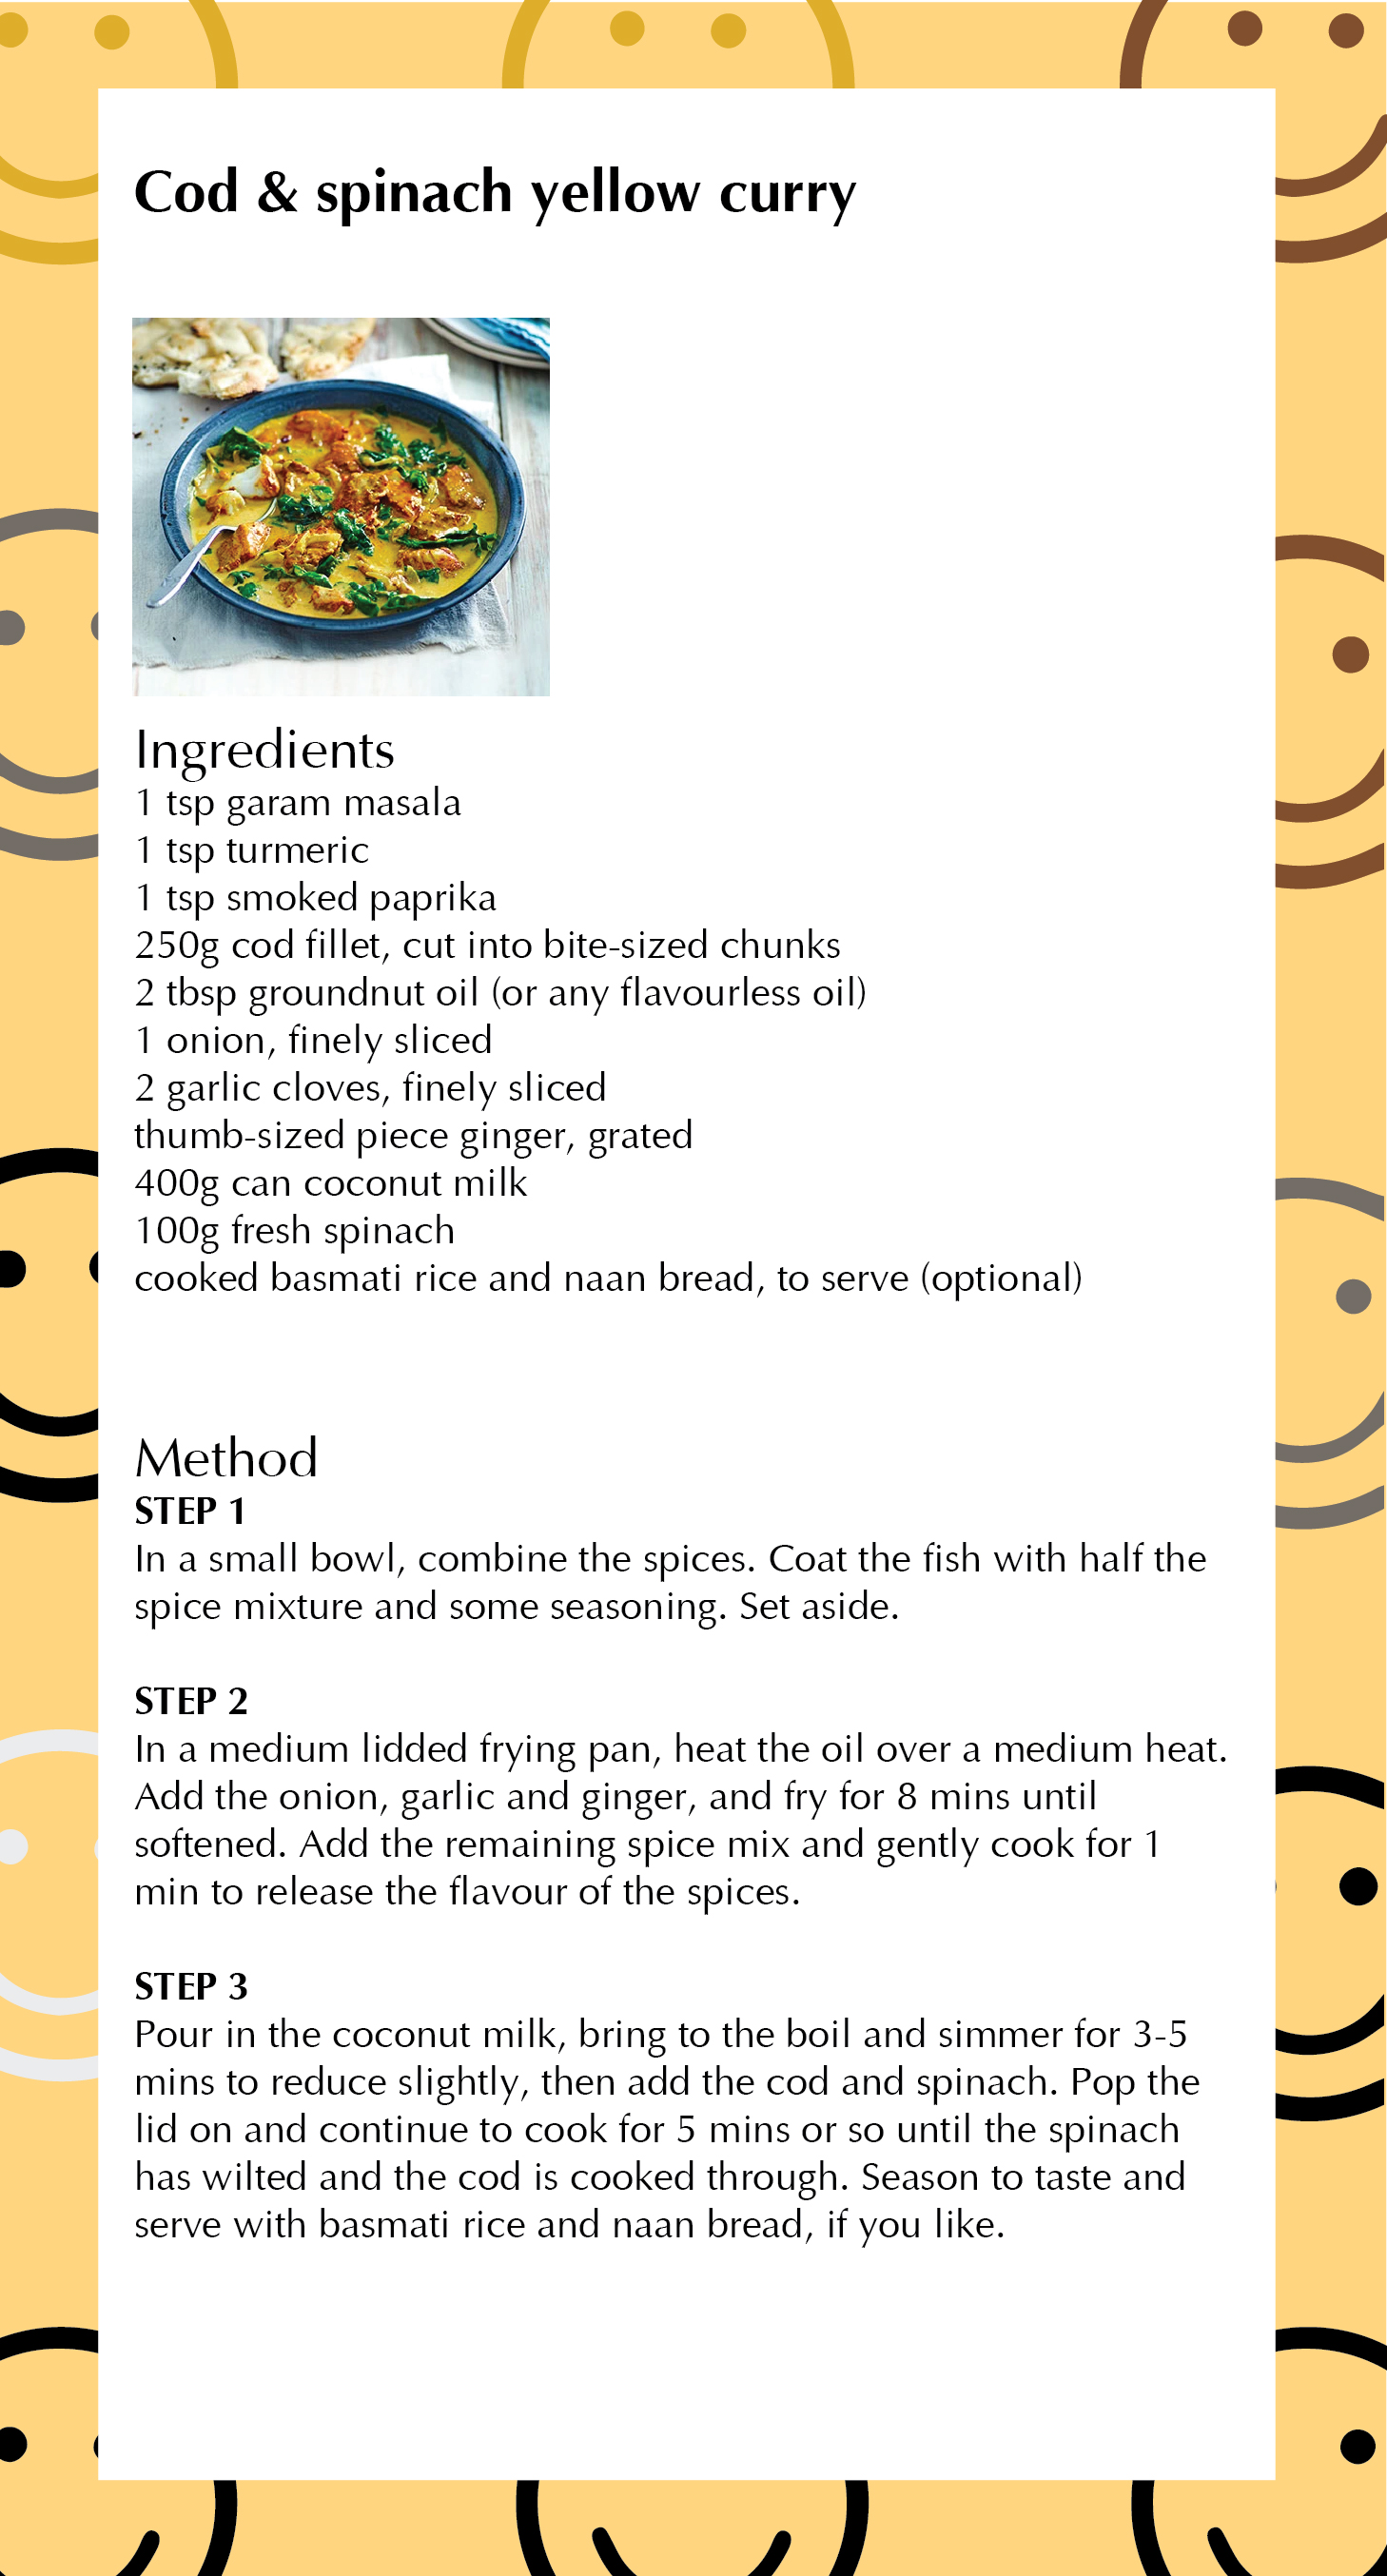 Cod & spinach yellow curry
Ingredients
1 tsp garam masala
1 tsp turmeric
1 tsp smoked paprika
250g cod fillet, cut into bite-sized chunks
2 tbsp groundnut oil (or any flavourless oil)
1 onion, finely sliced
2 garlic cloves, finely sliced
thumb-sized piece ginger, grated
400g can coconut milk
100g fresh spinach
cooked basmati rice and naan bread, to serve (optional)
Method
STEP 1
In a small bowl, combine the spices. Coat the fish with half the
spice mixture and some seasoning. Set aside.
STEP 2
In a medium lidded frying pan, heat the oil over a medium heat.
Add the onion, garlic and ginger, and fry for 8 mins until
softened. Add the remaining spice mix and gently cook for 1
min to release the flavour of the spices.
STEP 3
Pour in the coconut milk, bring to the boil and simmer for 3-5
mins to reduce slightly, then add the cod and spinach. Pop the
lid on and continue to cook for 5 mins or so until the spinach
has wilted and the cod is cooked through. Season to taste and
serve with basmati rice and naan bread, if you like.